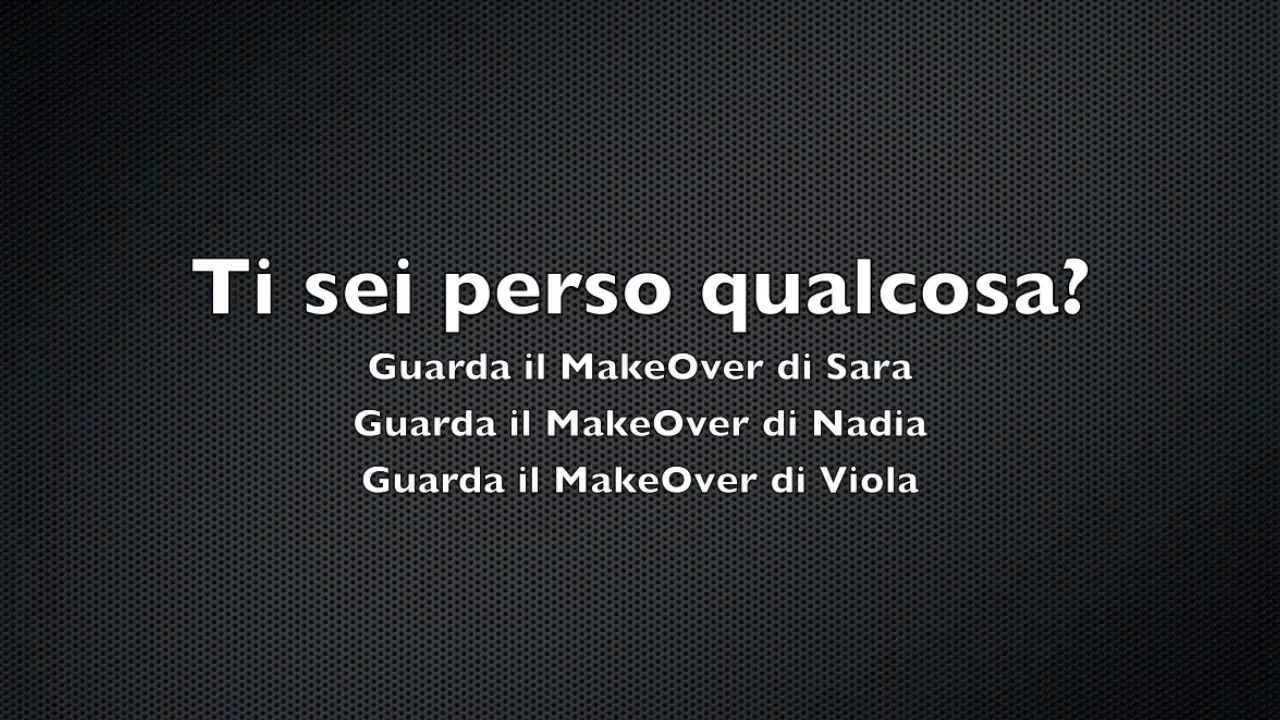 Ti sei perso qualcosa?
Guarda il MakeOver di Sara
Guarda il MakeOver di Nadia
Guarda il MakeOver di Viola